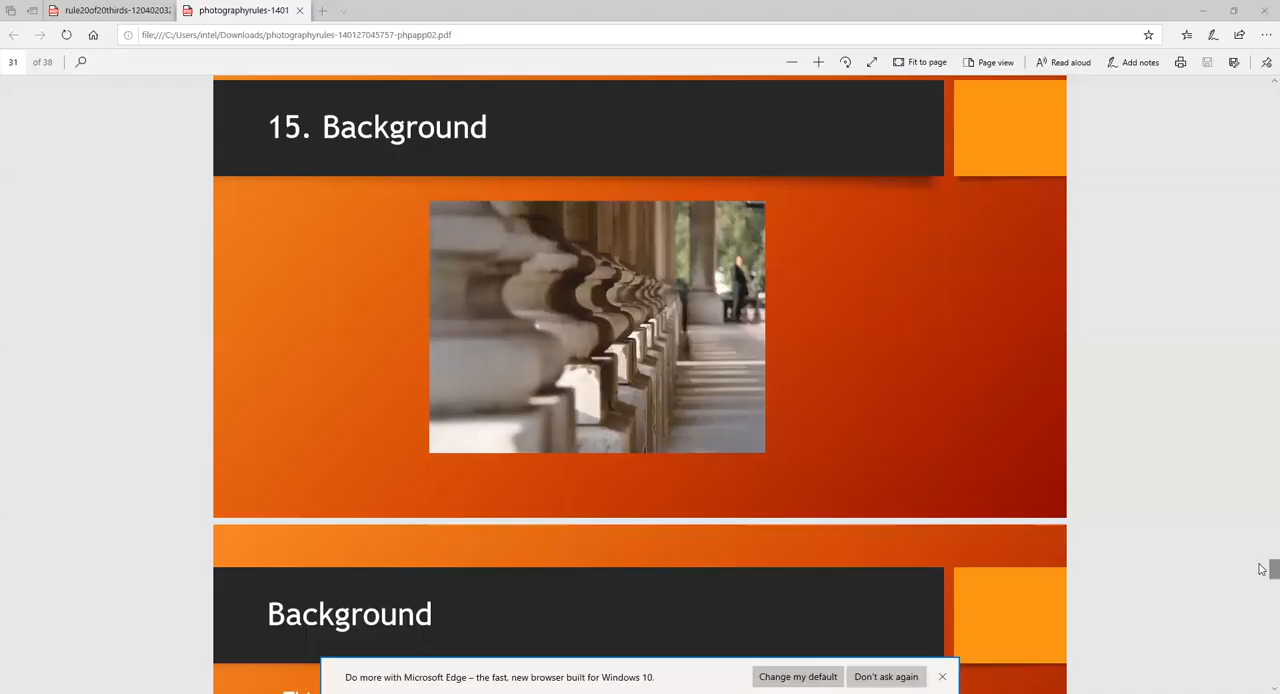 rule20of20thirds-120402032
photographyrules-1401
file:///C:/Users/intel/Downloads/photographyrules-140127045757-phpapp02.pdf
31 of 38
Fit to page
Page view
Read aloud
Add notes
15. Background
Background
Do more with Microsoft Edge – the fast, new browser built for Windows 10.
Change my default
Don't ask again